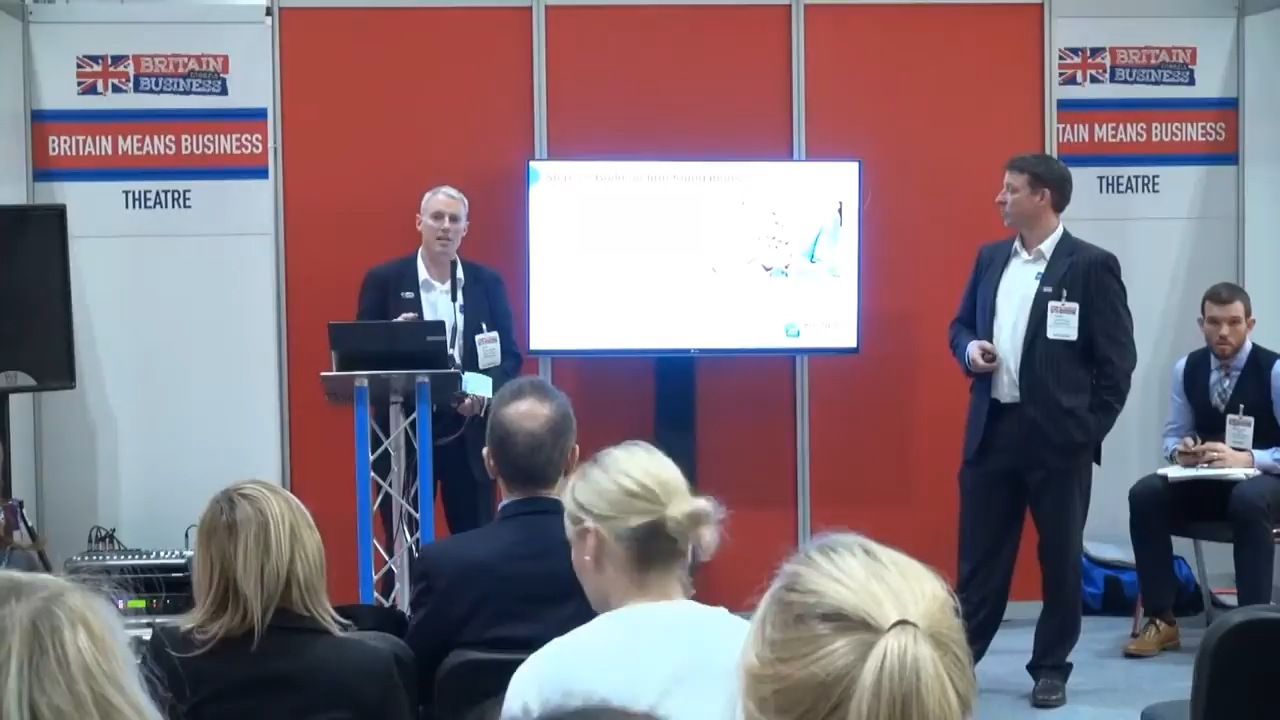 BRITAIN
MEANS
BUSINESS
BRITAIN MEANS BUSINESS
THEATRE
BRITAIN
MEANS
BUSINESS
TAIN MEANS BUSINESS
THEATRE